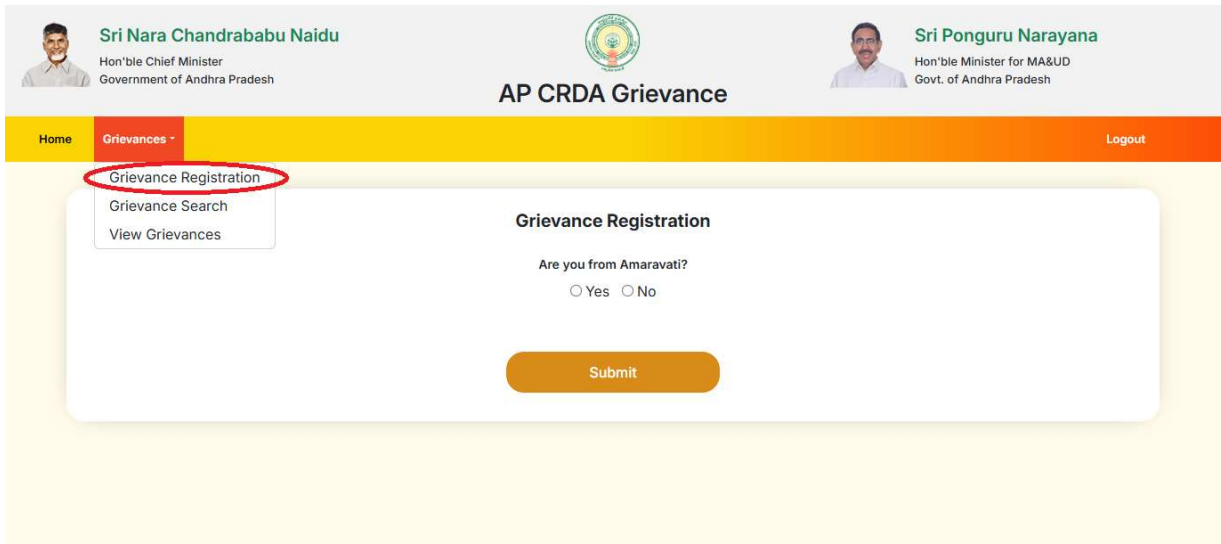 Sri Nara Chandrababu Naidu
Hon'ble Chief Minister
Government of Andhra Pradesh
AP CRDA Grievance
Sri Ponguru Narayana
Hon'ble Minister for MA&UD
Govt. of Andhra Pradesh
Home Grievances Logout
Grievance Registration
Grievance Search
View Grievances
Grievance Registration
Are you from Amaravati?
Yes No
Submit